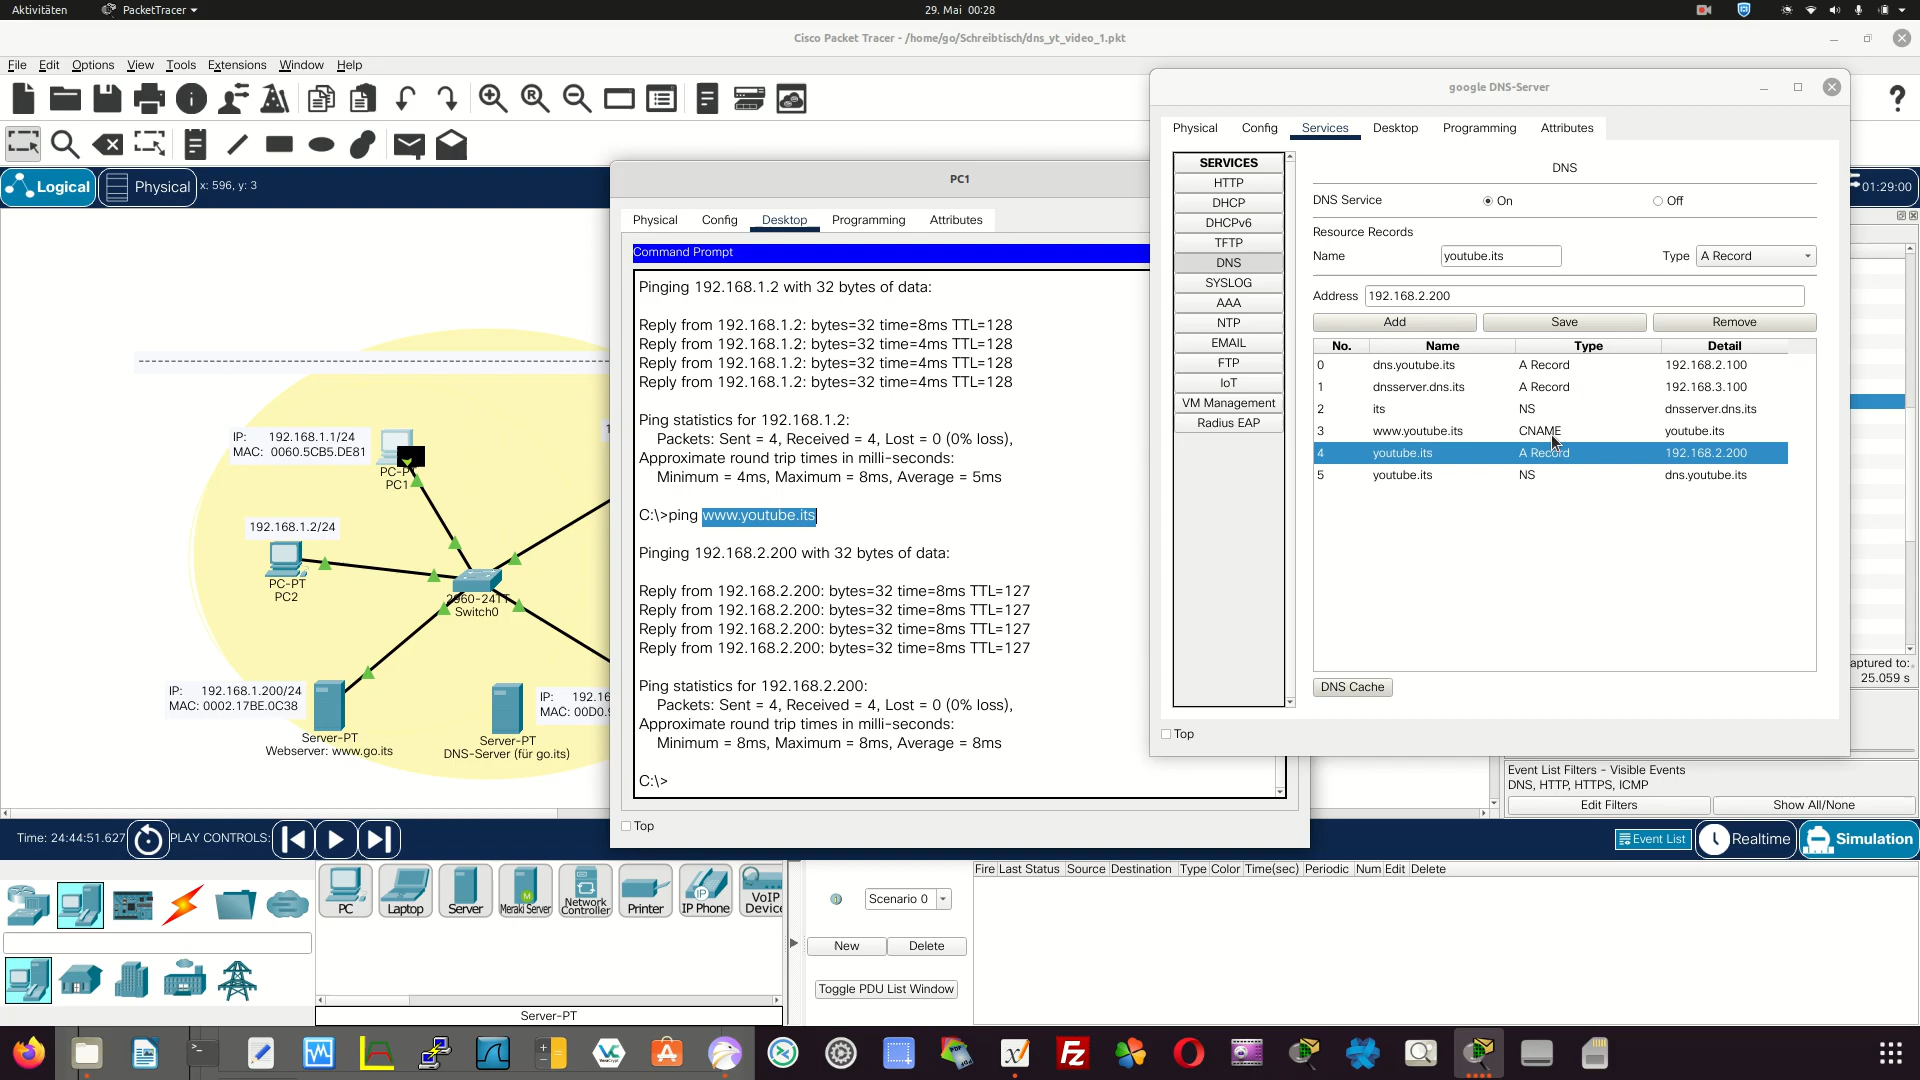 Aktivitäten
PacketTracer
29. Mai 00:28
Cisco Packet Tracer - /home/go/Schreibtisch/dns_yt_video_1.pkt
File Edit Options View Tools Extensions Window Help
Logical
Physical
x: 596, y: 3
01:29:00
IP: 192.168.1.1/24
MAC: 0060.5CB5.DE81
PC1
192.168.1.2/24
PC-PT
PC2
2960-24TT
Switch0
IP: 192.168.1.200/24
MAC: 0002.17BE.0C38
Server-PT
Webserver: www.go.its
Server-PT
DNS-Server (für go.its)
PC1
Physical Config Desktop Programming Attributes
Command Prompt
Pinging 192.168.1.2 with 32 bytes of data:
Reply from 192.168.1.2: bytes=32 time=8ms TTL=128
Reply from 192.168.1.2: bytes=32 time=4ms TTL=128
Reply from 192.168.1.2: bytes=32 time=4ms TTL=128
Reply from 192.168.1.2: bytes=32 time=4ms TTL=128
Ping statistics for 192.168.1.2:
Packets: Sent = 4, Received = 4, Lost = 0 (0% loss),
Approximate round trip times in milli-seconds:
Minimum = 4ms, Maximum = 8ms, Average = 5ms
C:\>ping www.youtube.its
Pinging 192.168.2.200 with 32 bytes of data:
Reply from 192.168.2.200: bytes=32 time=8ms TTL=127
Reply from 192.168.2.200: bytes=32 time=8ms TTL=127
Reply from 192.168.2.200: bytes=32 time=8ms TTL=127
Reply from 192.168.2.200: bytes=32 time=8ms TTL=127
Ping statistics for 192.168.2.200:
Packets: Sent = 4, Received = 4, Lost = 0 (0% loss),
Approximate round trip times in milli-seconds:
Minimum = 8ms, Maximum = 8ms, Average = 8ms
C:\>
Top
google DNS-Server
Physical Config Services Desktop Programming Attributes
SERVICES
HTTP
DHCP
DHCPv6
TFTP
DNS
SYSLOG
AAA
NTP
EMAIL
FTP
IoT
VM Management
Radius EAP
DNS
DNS Service On Off
Resource Records
Name youtube.its Type A Record
Address 192.168.2.200
Add Save Remove
No. Name Type Detail
0 dns.youtube.its A Record 192.168.2.100
1 dnsserver.dns.its A Record 192.168.3.100
2 its NS dnsserver.dns.its
3 www.youtube.its CNAME youtube.its
4 youtube.its A Record 192.168.2.200
5 youtube.its NS dns.youtube.its
DNS Cache
Top
aptured to:
25.059 s
Event List Filters - Visible Events
DNS, HTTP, HTTPS, ICMP
Edit Filters Show All/None
Time: 24:44:51.627 PLAY CONTROLS:
Event List Realtime Simulation
PC Laptop Server Meraki Server Network Controller Printer IP Phone VoIP Device
Server-PT
Scenario 0
New Delete
Toggle PDU List Window
Fire Last Status Source Destination Type Color Time(sec) Periodic Num Edit Delete